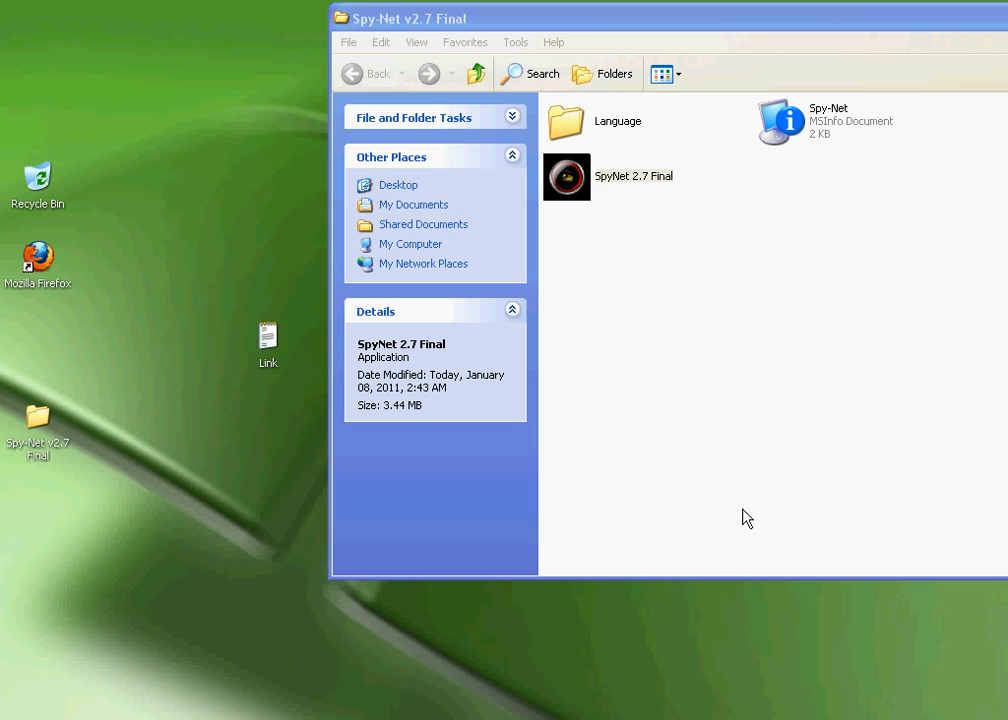 Spy-Net v2.7 Final
File Edit View Favorites Tools Help
Back Search Folders
File and Folder Tasks
Other Places
Desktop
My Documents
Shared Documents
My Computer
My Network Places
Details
SpyNet 2.7 Final
Application
Date Modified: Today, January
08, 2011, 2:43 AM
Size: 3.44 MB
Language
Spy-Net
MSInfo Document
2 KB
SpyNet 2.7 Final
Recycle Bin
Mozilla Firefox
Link
Spy-Net v2.7
Final